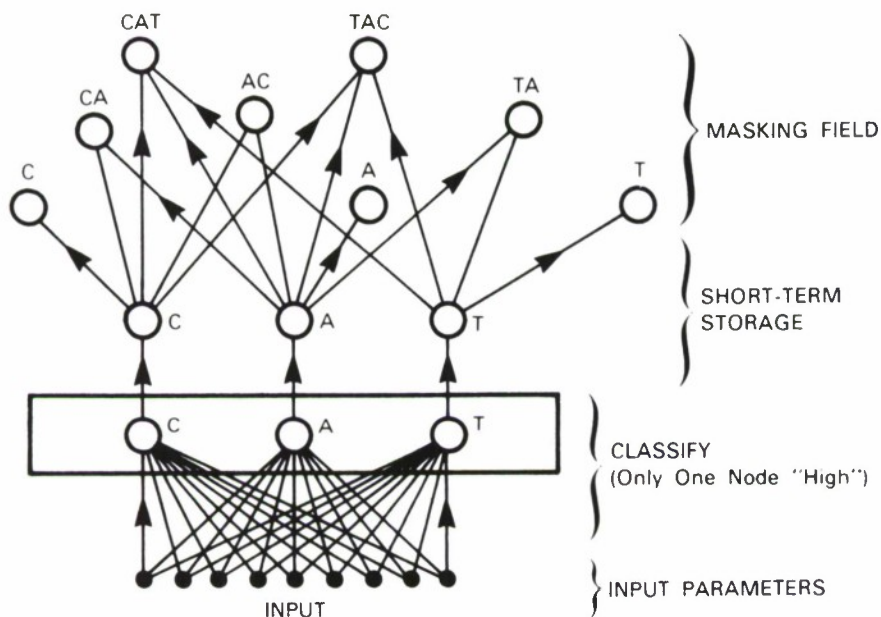 CAT
TAC
CA
AC
TA
MASKING FIELD
C
A
T
C
A
T
SHORT-TERM
STORAGE
C
A
T
CLASSIFY
(Only One Node "High")
INPUT PARAMETERS
INPUT